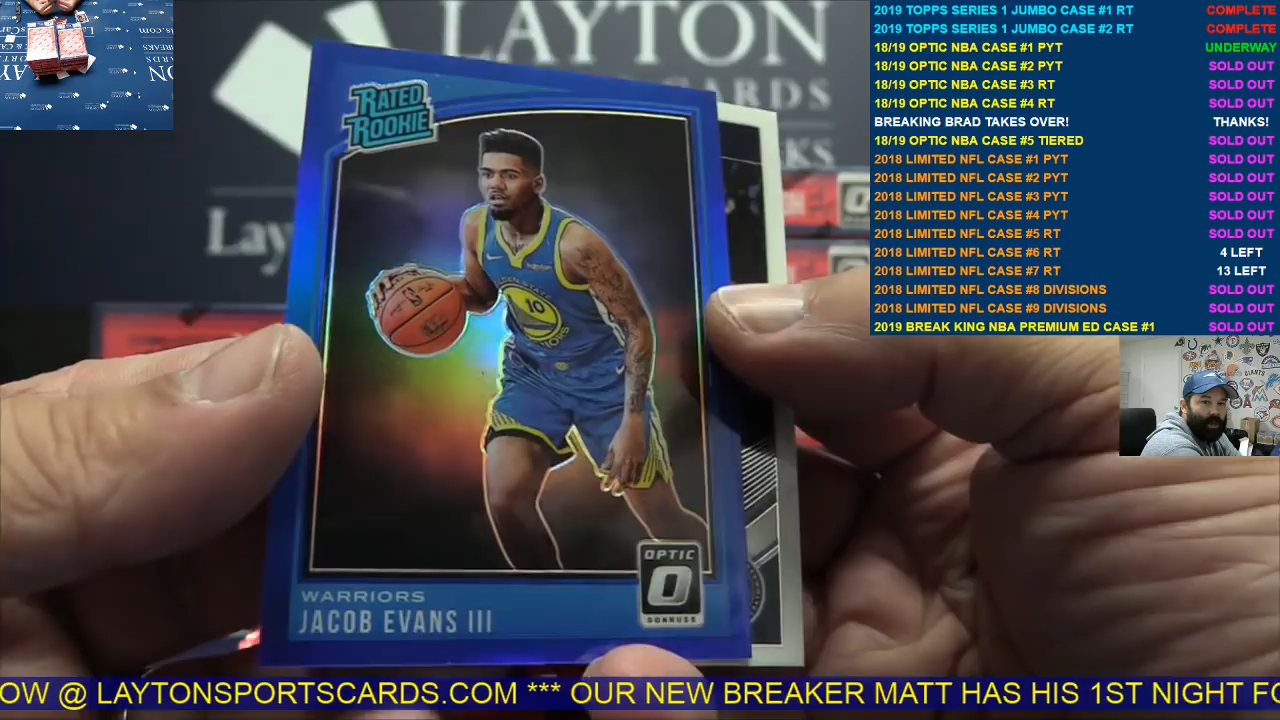 LAYTON
CARDS
KS
Lay
RATED
ROOKIE
GOLDEN STATE
10
WARRIORS
JACOB EVANS III
OPTIC
O
DONRUSS
2019 TOPPS SERIES 1 JUMBO CASE #1 RT COMPLETE
2019 TOPPS SERIES 1 JUMBO CASE #2 RT COMPLETE
18/19 OPTIC NBA CASE #1 PYT UNDERWAY
18/19 OPTIC NBA CASE #2 PYT SOLD OUT
18/19 OPTIC NBA CASE #3 RT SOLD OUT
18/19 OPTIC NBA CASE #4 RT SOLD OUT
BREAKING BRAD TAKES OVER! THANKS!
18/19 OPTIC NBA CASE #5 TIERED SOLD OUT
2018 LIMITED NFL CASE #1 PYT SOLD OUT
2018 LIMITED NFL CASE #2 PYT SOLD OUT
2018 LIMITED NFL CASE #3 PYT SOLD OUT
2018 LIMITED NFL CASE #4 PYT SOLD OUT
2018 LIMITED NFL CASE #5 RT SOLD OUT
2018 LIMITED NFL CASE #6 RT 4 LEFT
2018 LIMITED NFL CASE #7 RT 13 LEFT
2018 LIMITED NFL CASE #8 DIVISIONS SOLD OUT
2018 LIMITED NFL CASE #9 DIVISIONS SOLD OUT
2019 BREAK KING NBA PREMIUM ED CASE #1 SOLD OUT
GIANTS
OW @ LAYTONSPORTSCARDS.COM *** OUR NEW BREAKER MATT HAS HIS 1ST NIGHT FO